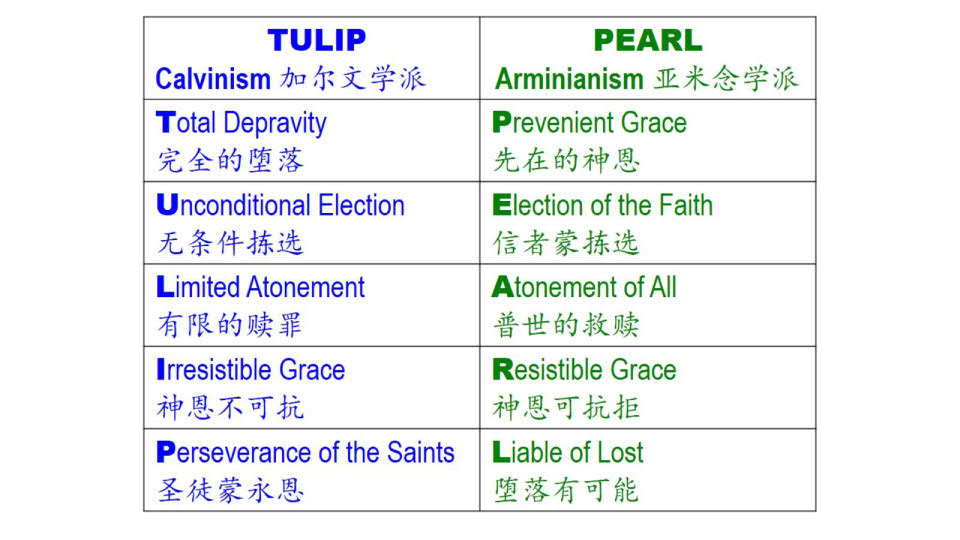 TULIP
Calvinism 加尔文学派
PEARL
Arminianism 亚米念学派
Total Depravity
完全的堕落
Prevenient Grace
先在的神恩
Unconditional Election
无条件拣选
Election of the Faith
信者蒙拣选
Limited Atonement
有限的赎罪
Atonement of All
普世的救赎
Irresistible Grace
神恩不可抗
Resistible Grace
神恩可抗拒
Perseverance of the Saints
圣徒蒙永恩
Liable of Lost
堕落有可能